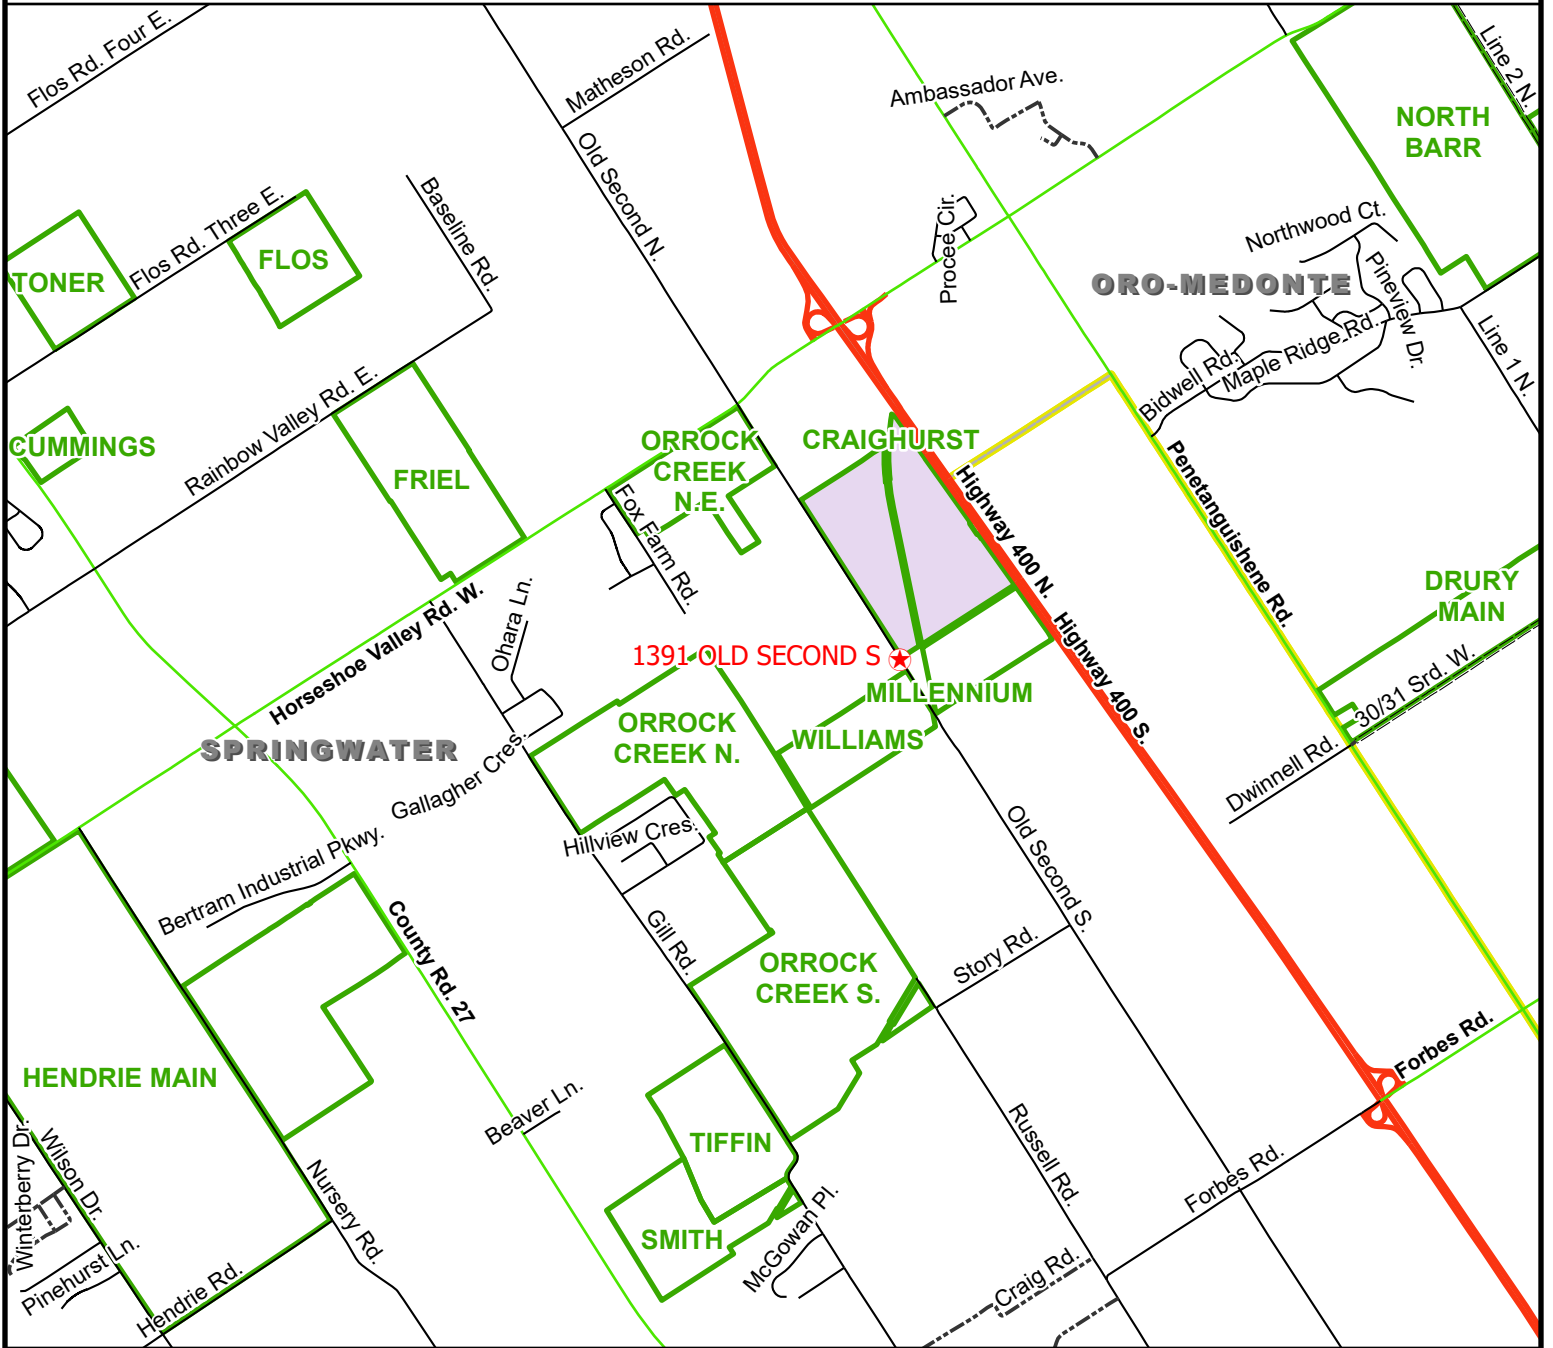 Flos Rd. Four E.
Matheson Rd.
Ambassador Ave.
Line 2 N.
NORTH
BARR
Old Second N.
Baseline Rd.
Flos Rd. Three E.
FLOS
TONER
Procee Cir.
Northwood Ct.
ORO-MEDONTE
Pineview Dr.
Line 1 N.
Maple Ridge Rd.
Bidwell Rd.
Rainbow Valley Rd. E.
CUMMINGS
FRIEL
ORROCK
CREEK
N.E.
CRAIGHURST
Fox Farm Rd.
Highway 400 N.
Penetanguishene Rd.
DRURY
MAIN
Horseshoe Valley Rd. W.
Ohara Ln.
1391 OLD SECOND S
Highway 400 S.
MILLENNIUM
30/31 Srd. W.
ORROCK
CREEK N.
WILLIAMS
SPRINGWATER
Gallagher Cres.
Dwinnell Rd.
Hillview Cres.
Old Second S.
Bertram Industrial Pkwy.
County Rd. 27
Gill Rd.
ORROCK
CREEK S.
Story Rd.
Forbes Rd.
HENDRIE MAIN
Beaver Ln.
TIFFIN
Russell Rd.
Forbes Rd.
Winterberry Dr.
Wilson Dr.
Nursery Rd.
SMITH
McGowan Pl.
Pinehurst Ln.
Hendrie Rd.
Craig Rd.